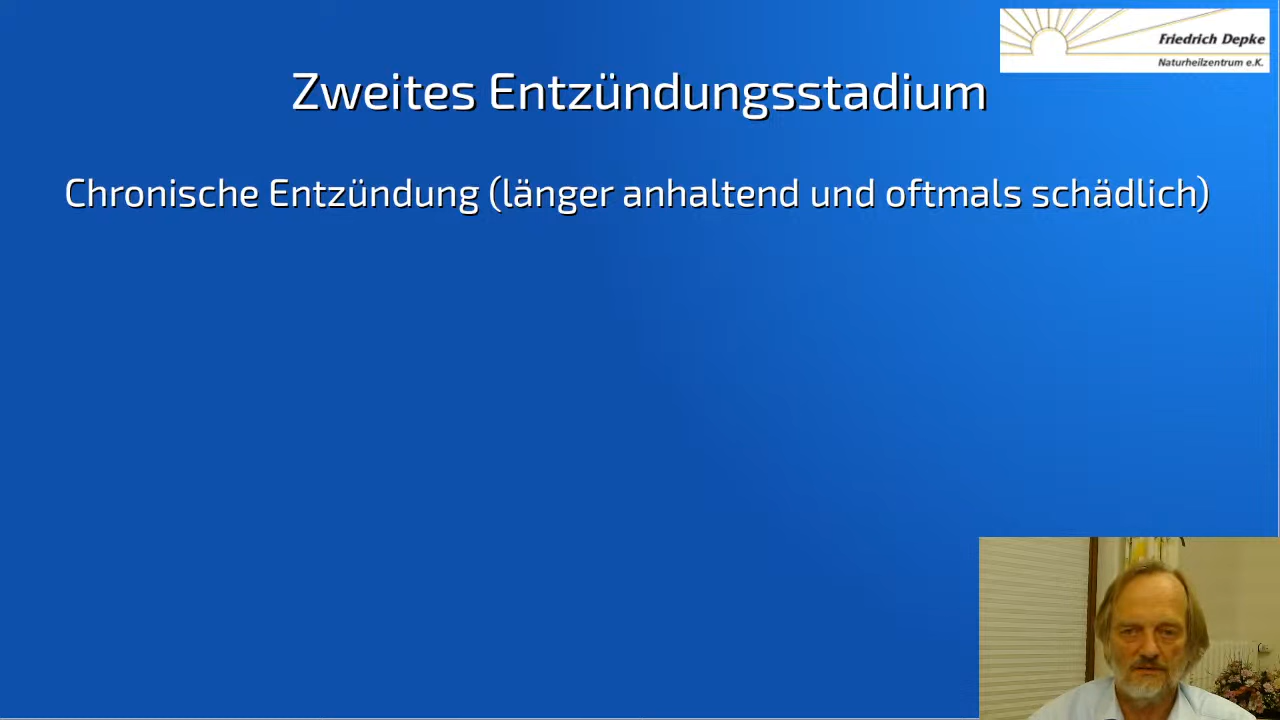 Friedrich Depke
Naturheilzentrum e.K.
Zweites Entzündungsstadium
Chronische Entzündung (länger anhaltend und oftmals schädlich)